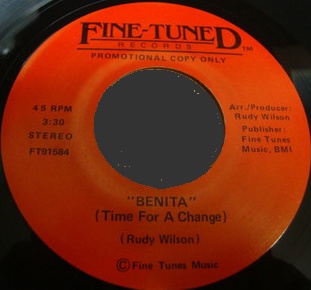 FINE-TUNED
RECORDS TM
PROMOTIONAL COPY ONLY
45 RPM
3:30
STEREO
FT91584
Arr./Producer:
Rudy Wilson
Publisher:
Fine Tunes
Music, BMI
"BENITA"
(Time For A Change)
(Rudy Wilson)
© Fine Tunes Music